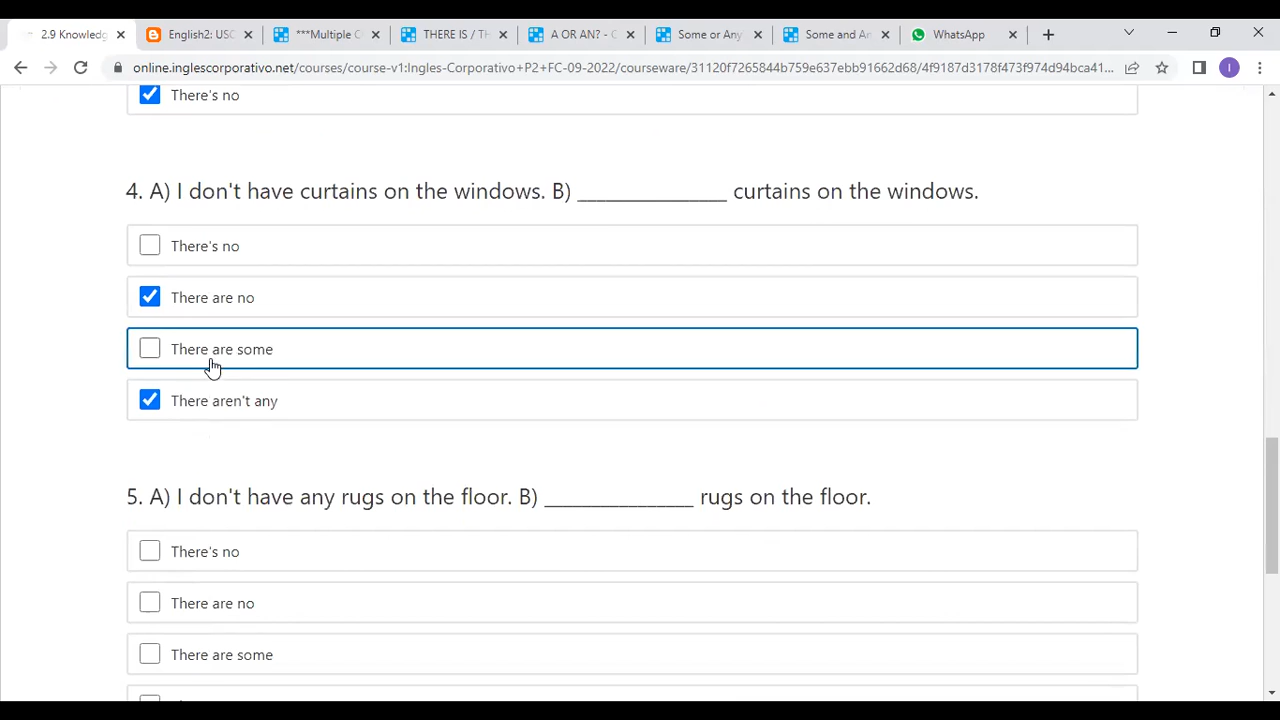 2.9 Knowledg
English2: USC
***Multiple C
THERE IS / TH
A OR AN? - C
Some or Any
Some and An
WhatsApp
online.inglescorporativo.net/courses/course-v1:Ingles-Corporativo+P2+FC-09-2022/courseware/31120f7265844b759e637ebb91662d68/4f9187d3178f473f974d94bca41...
I
There's no
4. A) I don't have curtains on the windows. B) _______________ curtains on the windows.
There's no
There are no
There are some
There aren't any
5. A) I don't have any rugs on the floor. B) _______________ rugs on the floor.
There's no
There are no
There are some